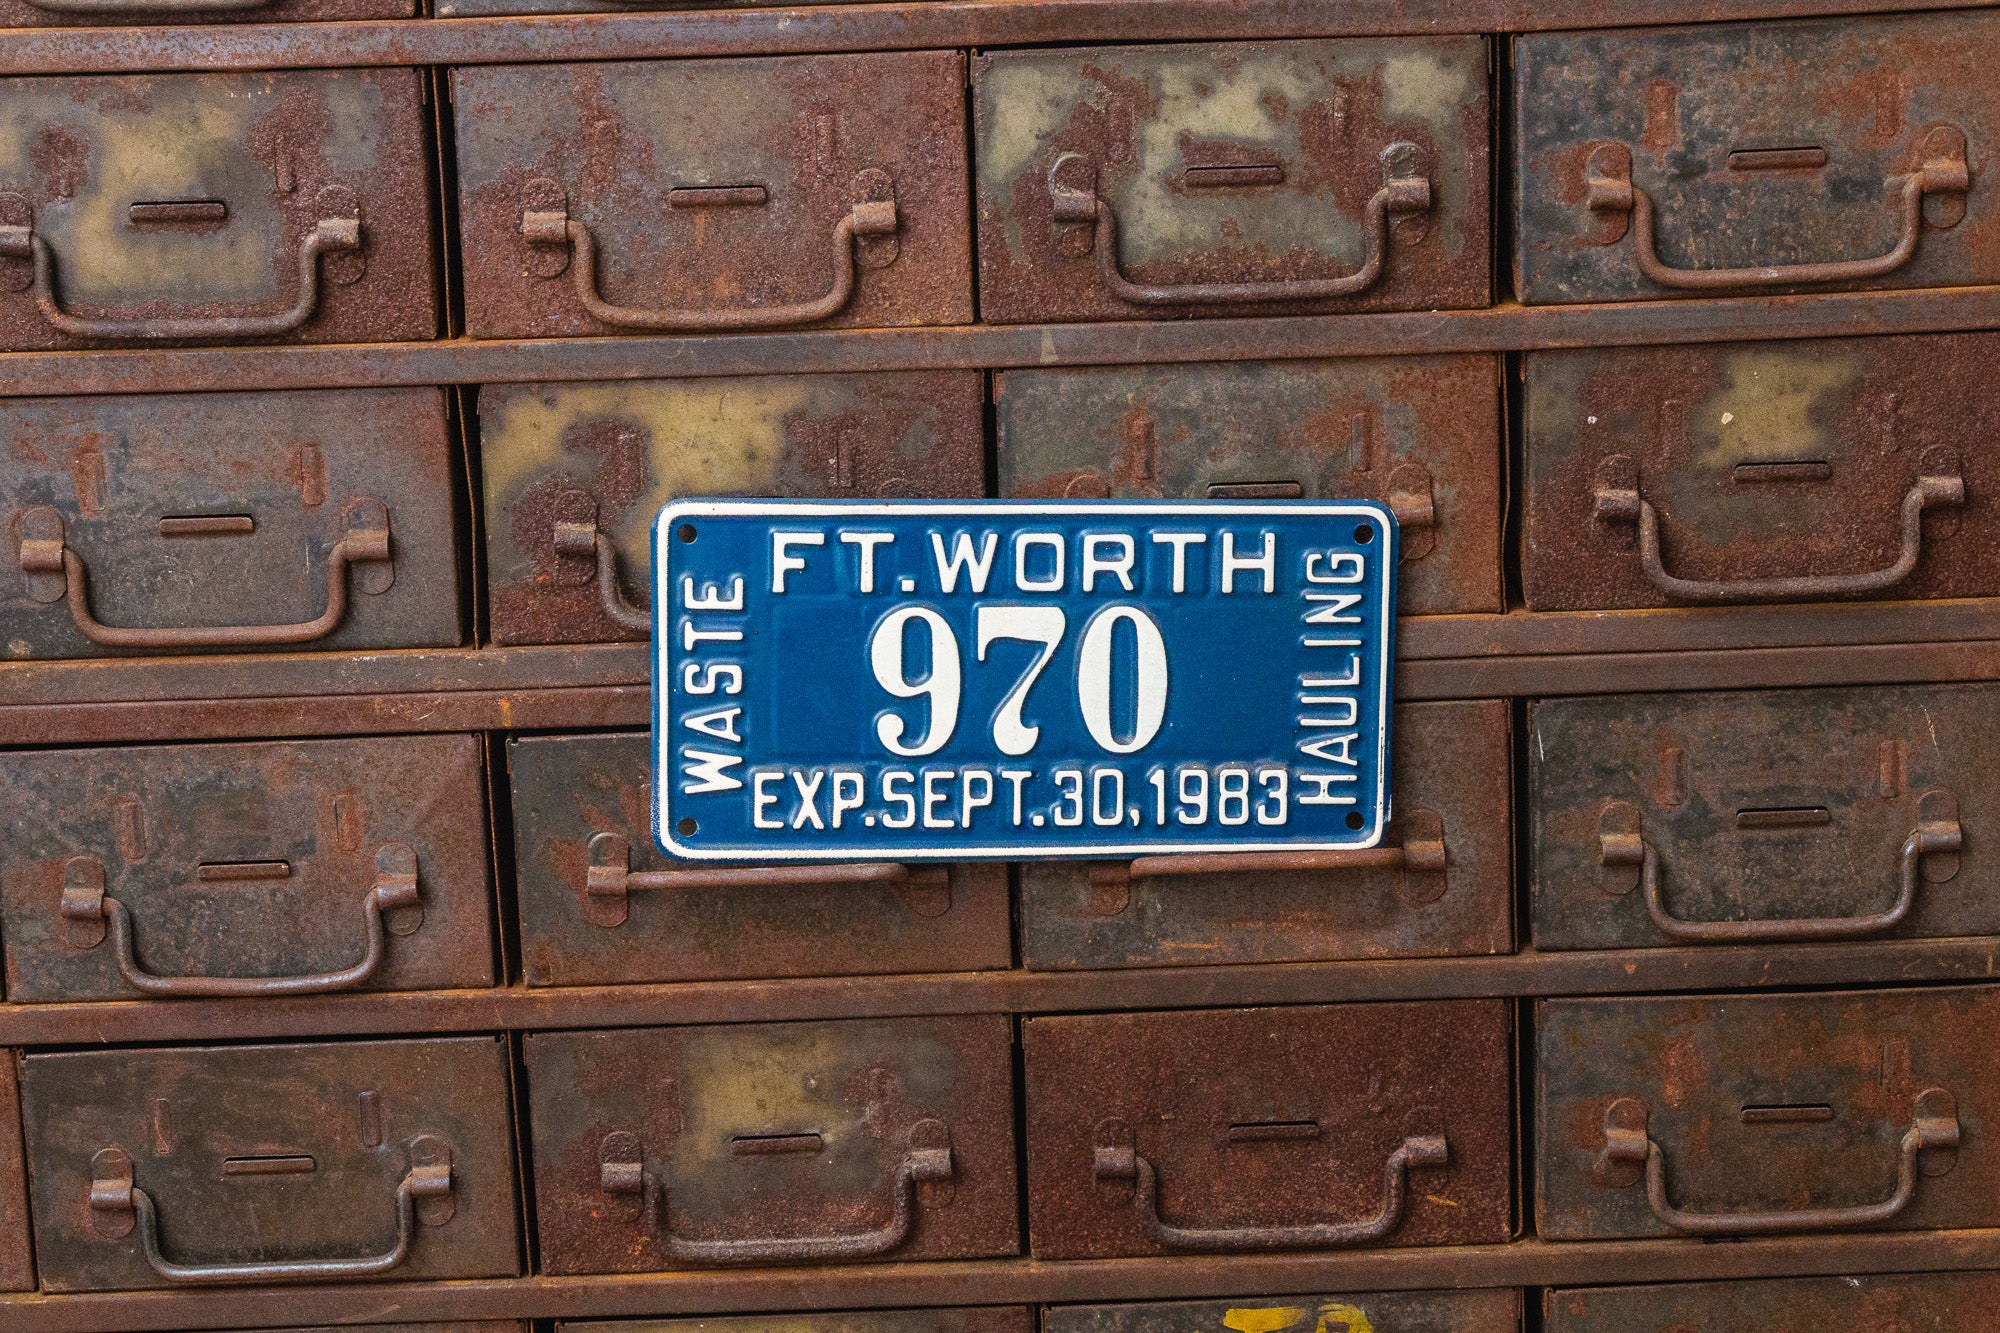 FT. WORTH
WASTE
970
HAULING
EXP. SEPT. 30, 1983